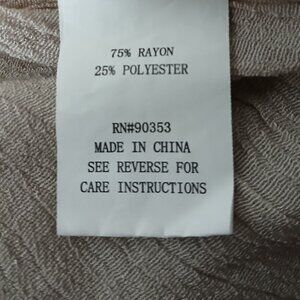 75% RAYON
25% POLYESTER
RN#90353
MADE IN CHINA
SEE REVERSE FOR
CARE INSTRUCTIONS